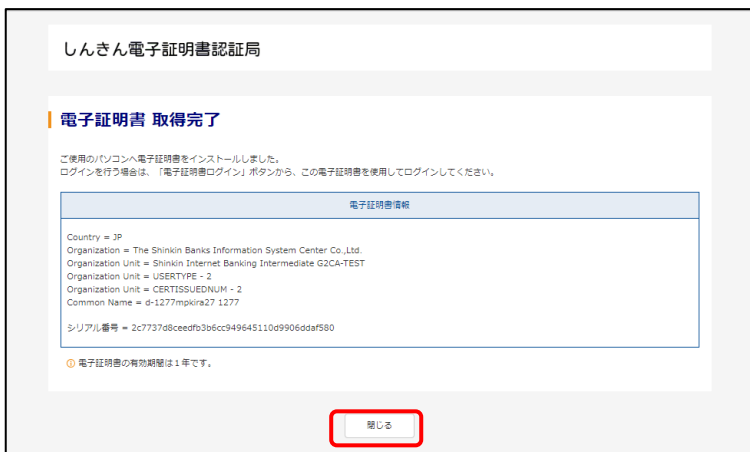 しんきん電子証明書認証局
電子証明書 取得完了
ご使用のパソコンへ電子証明書をインストールしました。
ログインを行う場合は、「電子証明書ログイン」ボタンから、この電子証明書を使用してログインしてください。
電子証明書情報
Country = JP
Organization = The Shinkin Banks Information System Center Co.,Ltd.
Organization Unit = Shinkin Internet Banking Intermediate G2CA-TEST
Organization Unit = USERTYPE - 2
Organization Unit = CERTISSUEDNUM - 2
Common Name = d-1277mpkira27 1277
シリアル番号 = 2c7737d8ceedfb3b6cc949645110d9906ddaf580
電子証明書の有効期間は１年です。
閉じる